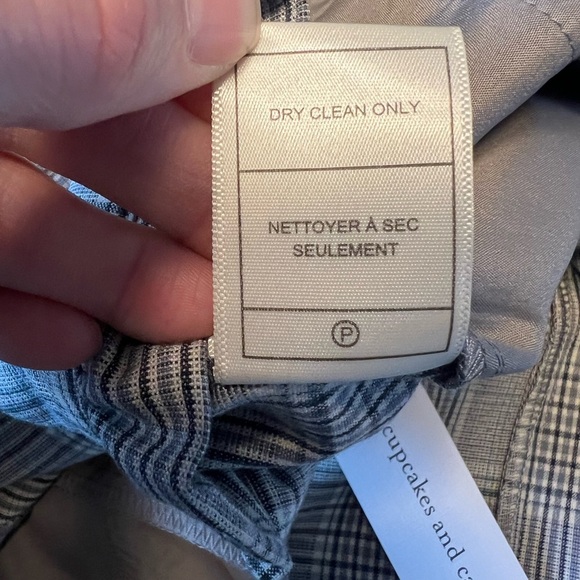 DRY CLEAN ONLY
NETTOYER À SEC
SEULEMENT
P
cupcakes and